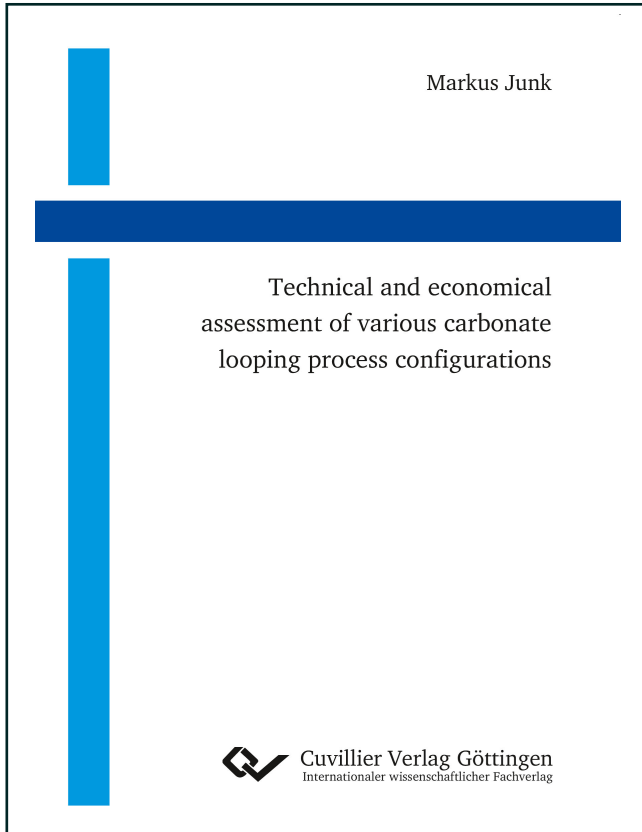 Markus Junk
Technical and economical
assessment of various carbonate
looping process configurations
Cuvillier Verlag Göttingen
Internationaler wissenschaftlicher Fachverlag